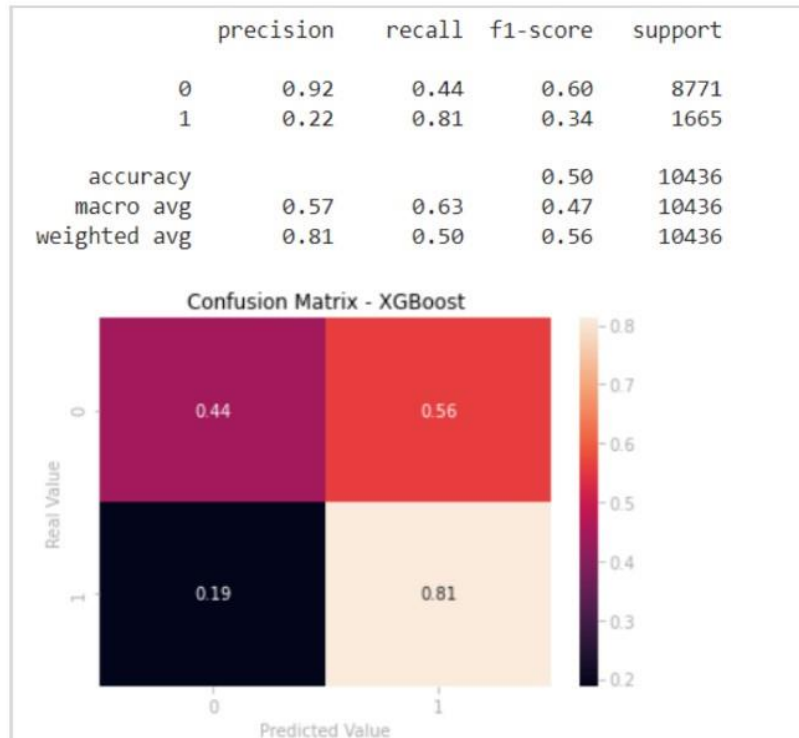 precision recall f1-score support
0 0.92 0.44 0.60 8771
1 0.22 0.81 0.34 1665
accuracy 0.50 10436
macro avg 0.57 0.63 0.47 10436
weighted avg 0.81 0.50 0.56 10436
Confusion Matrix - XGBoost
0.8
0.7
0 0.44 0.56
0.6
0.5
Real Value
0.4
1 0.19 0.81
0.3
0.2
0 1
Predicted Value